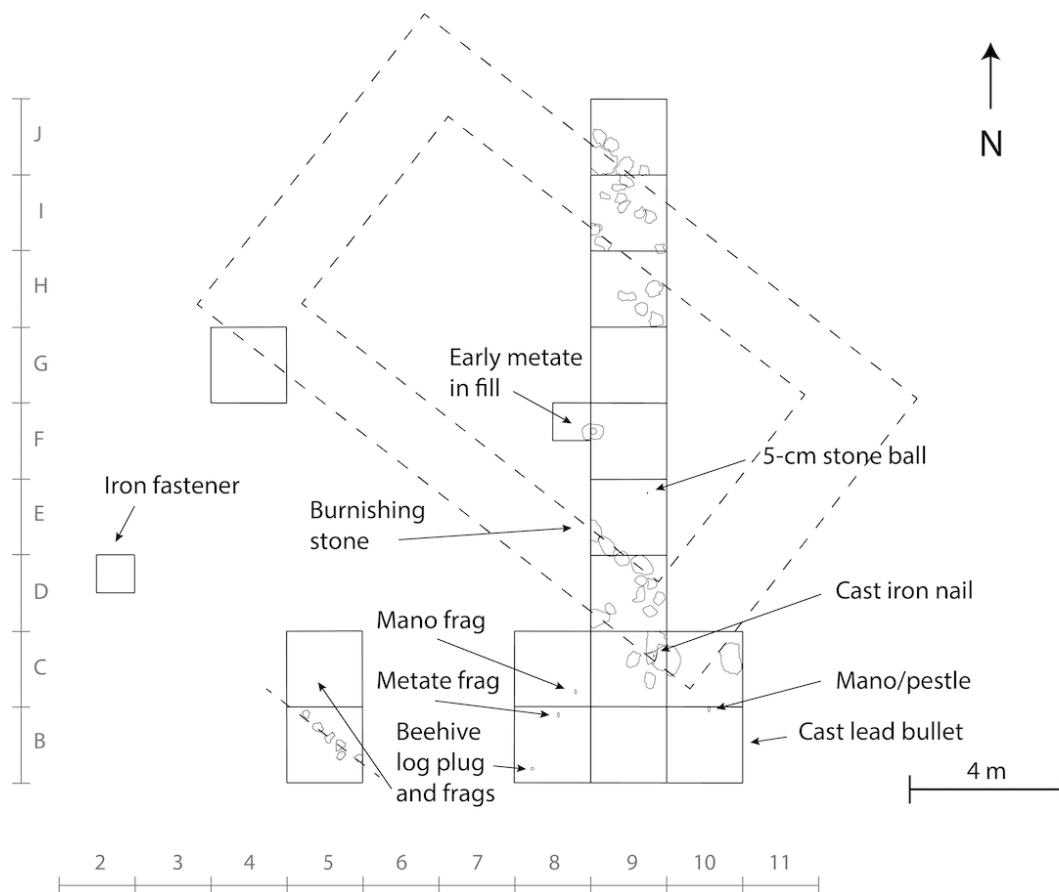 N
J
I
H
G
F
E
D
C
B
Early metate
in fill
5-cm stone ball
Iron fastener
Burnishing
stone
Cast iron nail
Mano frag
Metate frag
Mano/pestle
Beehive
log plug
and frags
Cast lead bullet
4 m
2 3 4 5 6 7 8 9 10 11